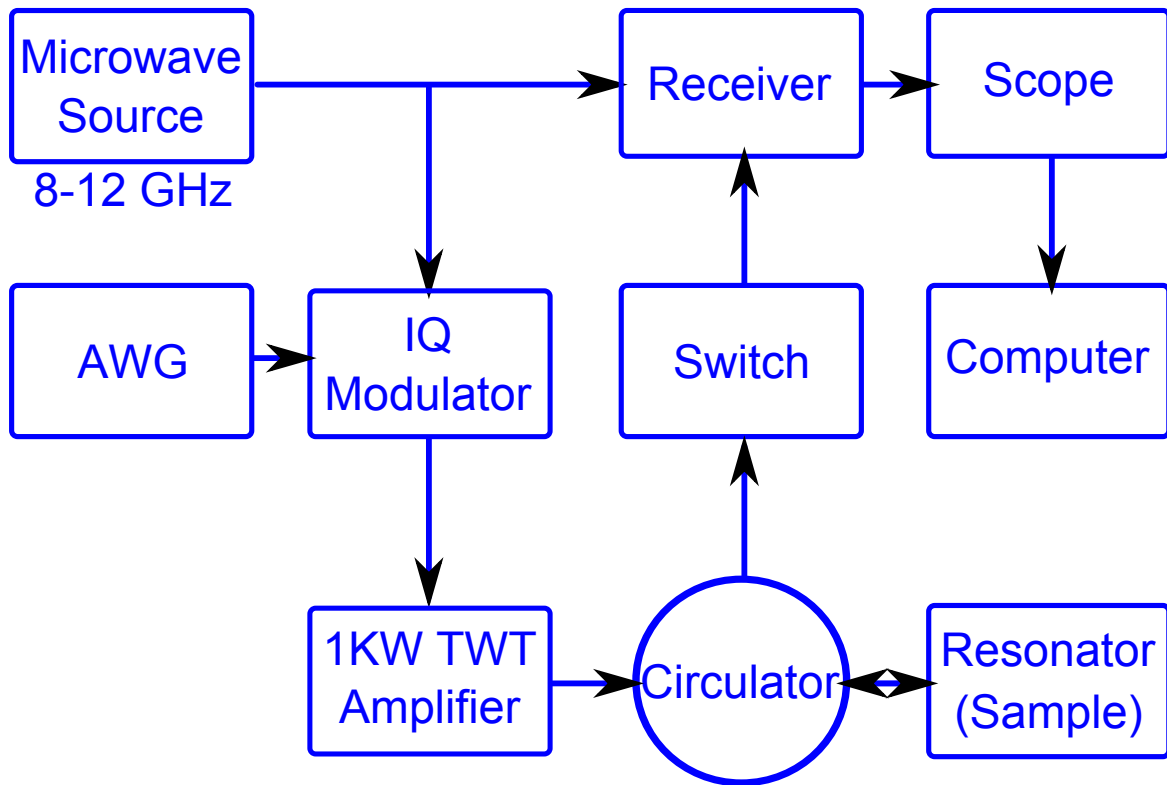 Microwave
Source
8-12 GHz
Receiver
Scope
AWG
IQ
Modulator
Switch
Computer
1KW TWT
Amplifier
Circulator
Resonator
(Sample)